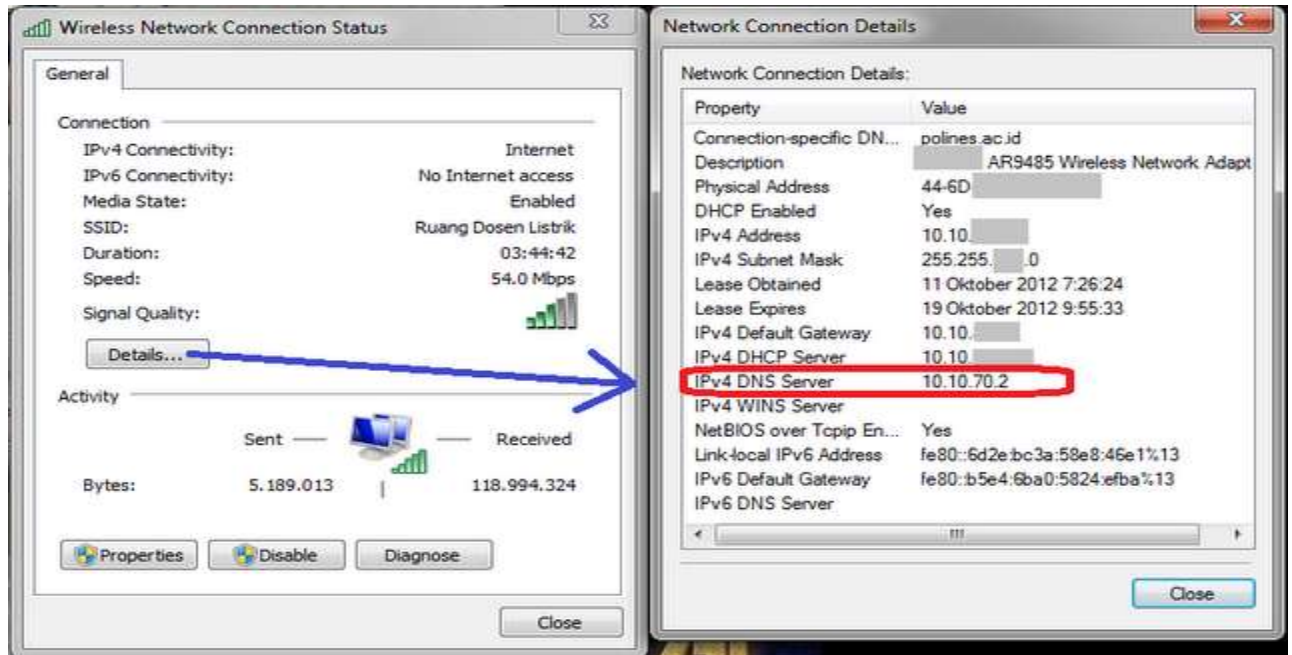 Wireless Network Connection Status
General
Connection
IPv4 Connectivity: Internet
IPv6 Connectivity: No Internet access
Media State: Enabled
SSID: Ruang Dosen Listrik
Duration: 03:44:42
Speed: 54.0 Mbps
Signal Quality:
Details...
Activity
Sent Received
Bytes: 5.189.013 118.994.324
Properties Disable Diagnose
Close
Network Connection Details
Network Connection Details:
Property Value
Connection-specific DN... polines.ac.id
Description AR9485 Wireless Network Adapt
Physical Address 44-6D-
DHCP Enabled Yes
IPv4 Address 10.10.
IPv4 Subnet Mask 255.255. .0
Lease Obtained 11 Oktober 2012 7:26:24
Lease Expires 19 Oktober 2012 9:55:33
IPv4 Default Gateway 10.10.
IPv4 DHCP Server 10.10.
IPv4 DNS Server 10.10.70.2
IPv4 WINS Server
NetBIOS over Tcpip En... Yes
Link-local IPv6 Address fe80::6d2e:bc3a:58e8:46e1%13
IPv6 Default Gateway fe80::b5e4:6ba0:5824:efba%13
IPv6 DNS Server
Close